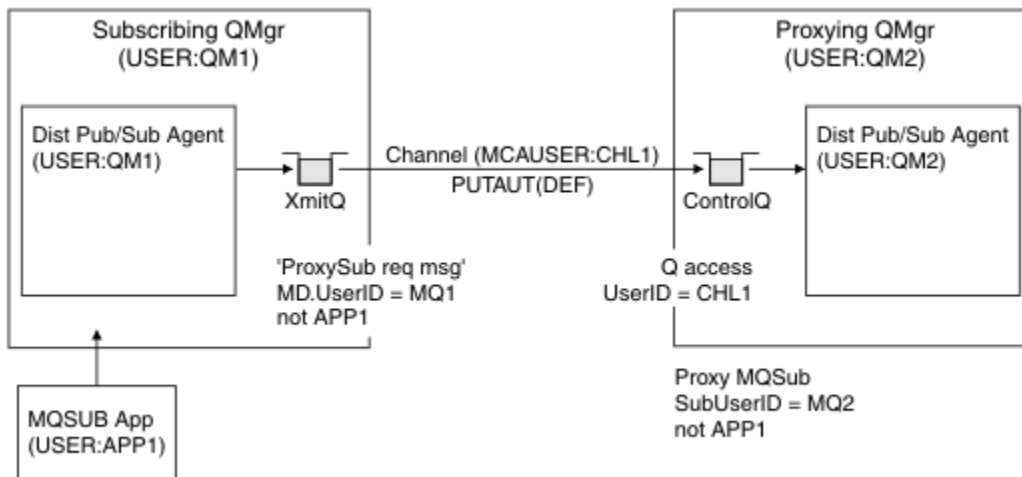 Subscribing QMgr
(USER:QM1)
Proxying QMgr
(USER:QM2)
Dist Pub/Sub Agent
(USER:QM1)
XmitQ
Channel (MCAUSER:CHL1)
PUTAUT(DEF)
ControlQ
Dist Pub/Sub Agent
(USER:QM2)
'ProxySub req msg'
MD.UserID = MQ1
not APP1
Q access
UserID = CHL1
MQSUB App
(USER:APP1)
Proxy MQSub
SubUserID = MQ2
not APP1